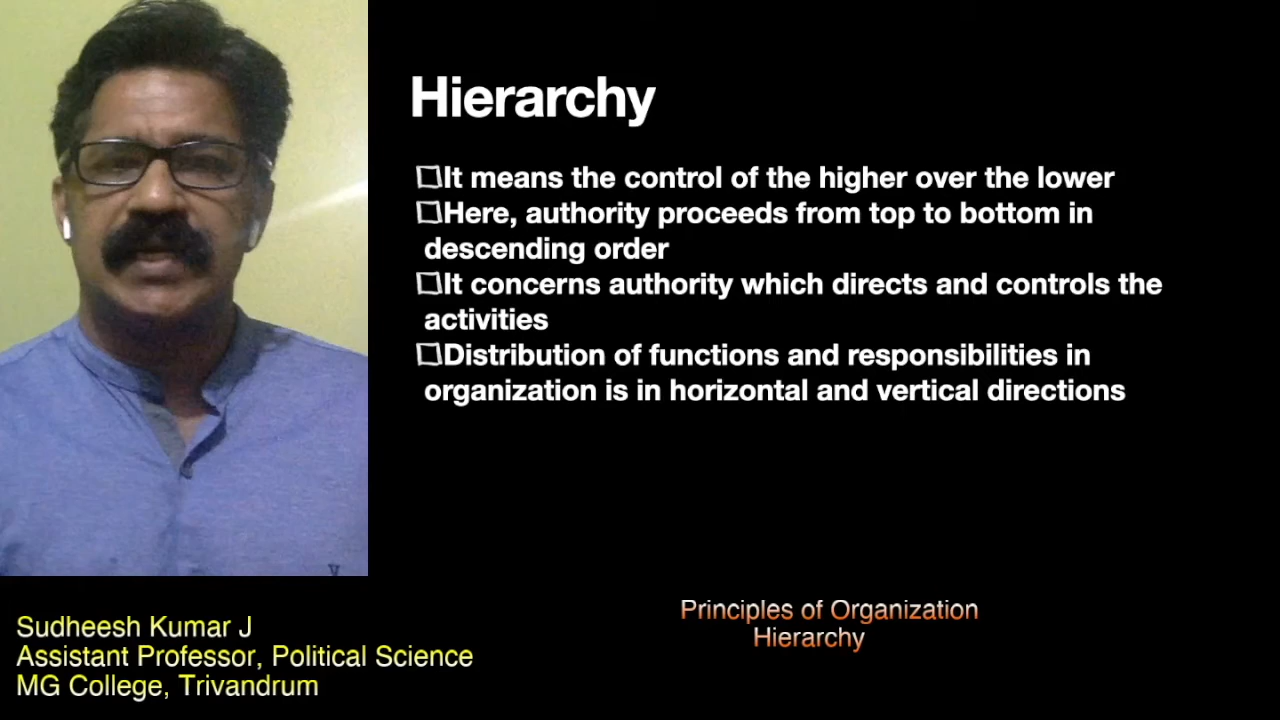 Hierarchy
It means the control of the higher over the lower
Here, authority proceeds from top to bottom in
descending order
It concerns authority which directs and controls the
activities
Distribution of functions and responsibilities in
organization is in horizontal and vertical directions
Sudheesh Kumar J
Assistant Professor, Political Science
MG College, Trivandrum
Principles of Organization
Hierarchy